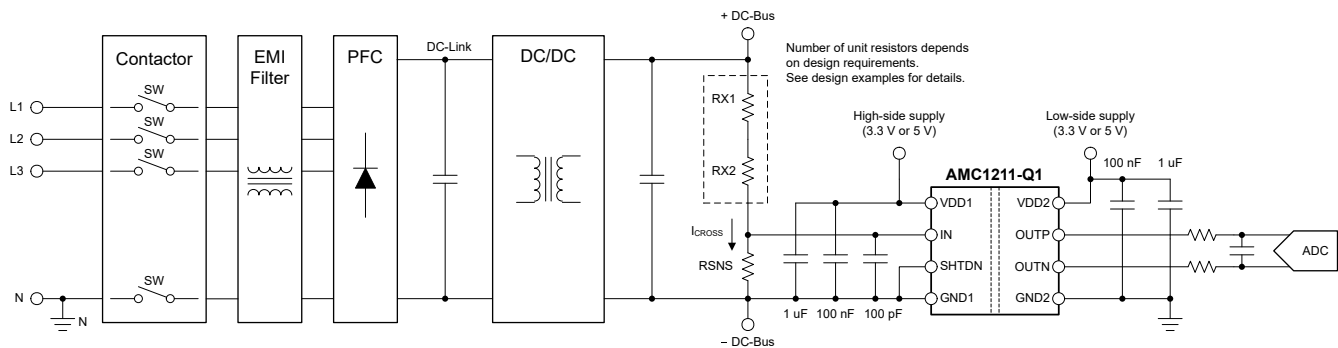 + DC-Bus
Number of unit resistors depends
on design requirements.
See design examples for details.
Contactor
EMI
Filter
PFC
DC-Link
DC/DC
SW
L1
SW
L2
SW
L3
RX1
RX2
High-side supply
(3.3 V or 5 V)
Low-side supply
(3.3 V or 5 V)
100 nF
1 uF
AMC1211-Q1
VDD1
VDD2
ICROSS
IN
OUTP
RSNS
SHTDN
OUTN
ADC
SW
N
N
GND1
GND2
1 uF
100 nF
100 pF
– DC-Bus